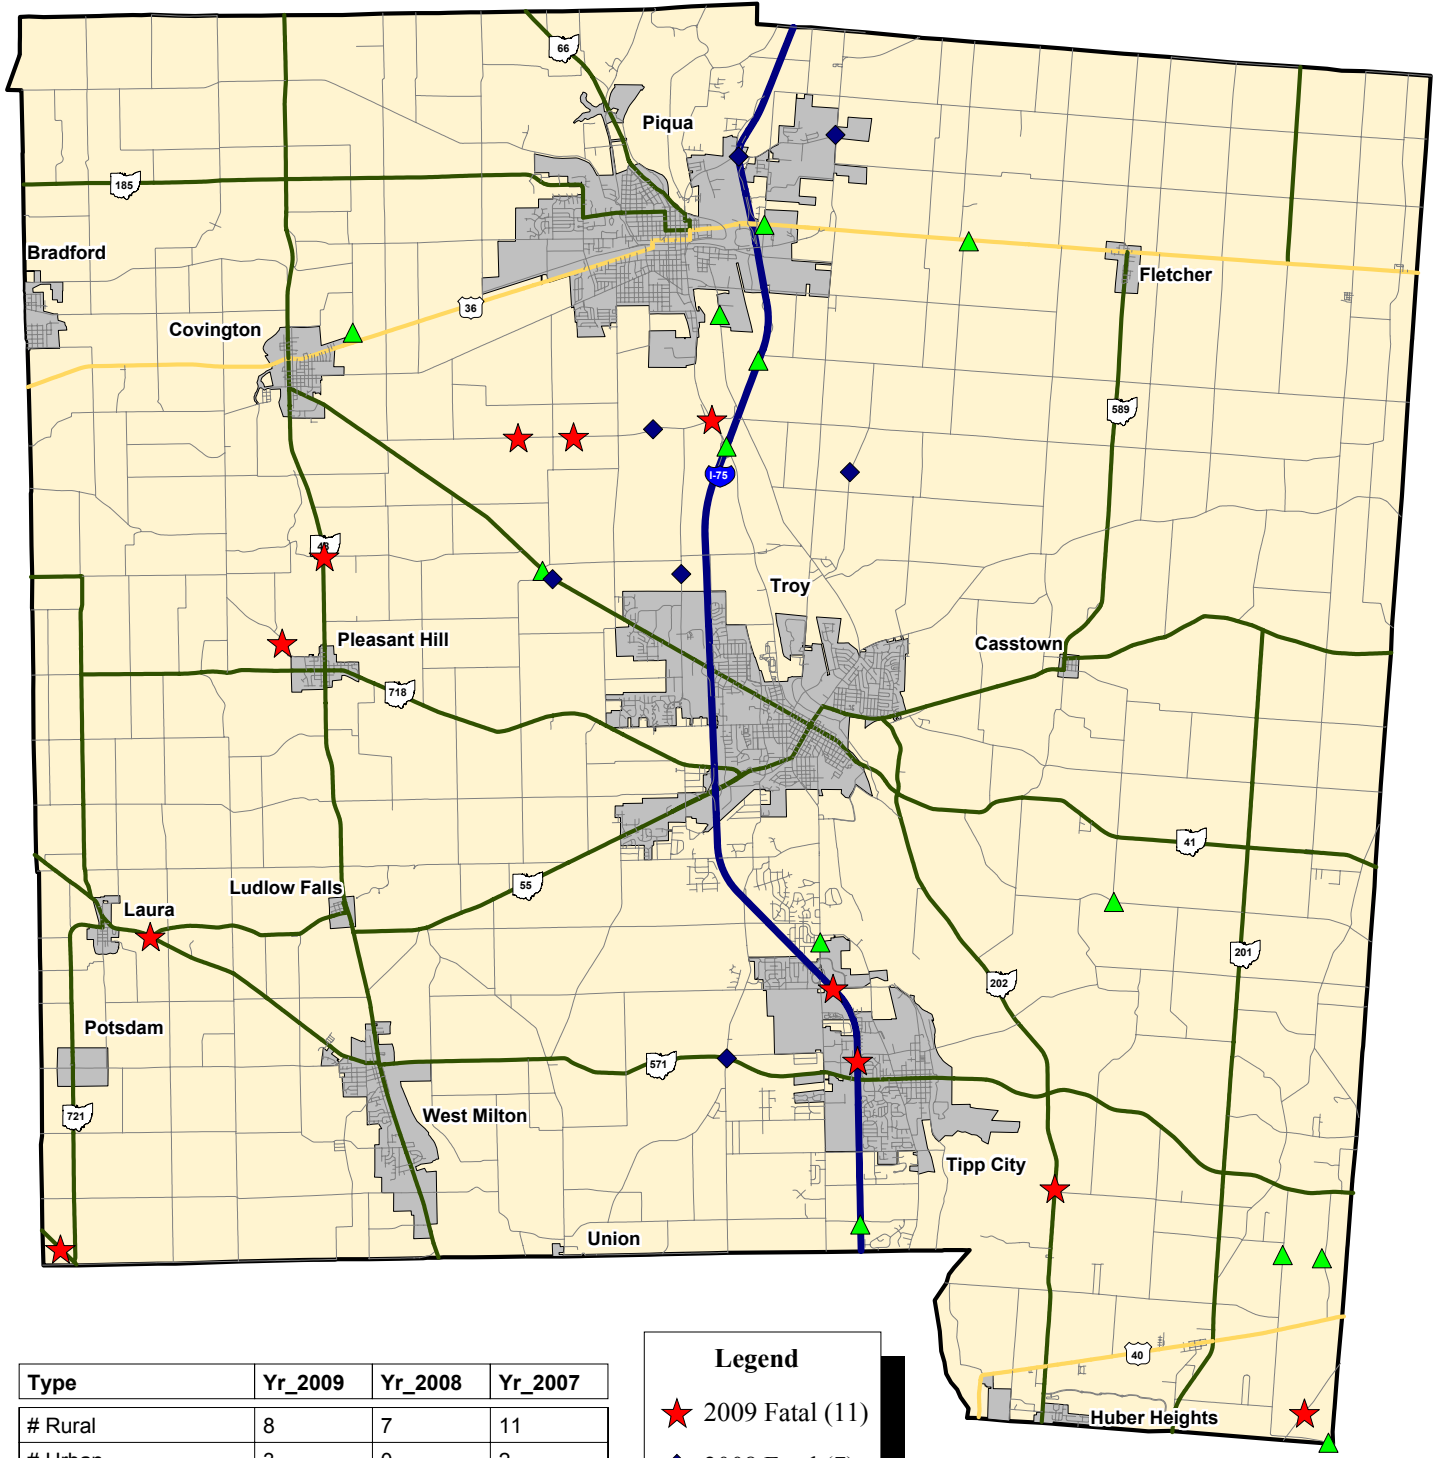 66
Piqua
185
Bradford
Fletcher
36
Covington
589
I-75
48
Troy
Pleasant Hill
Casstown
718
41
Ludlow Falls
55
Laura
201
202
Potsdam
571
721
West Milton
Tipp City
Union
40
Huber Heights
Type Yr_2009 Yr_2008 Yr_2007
# Rural 8 7 11
Legend
2009 Fatal (11)